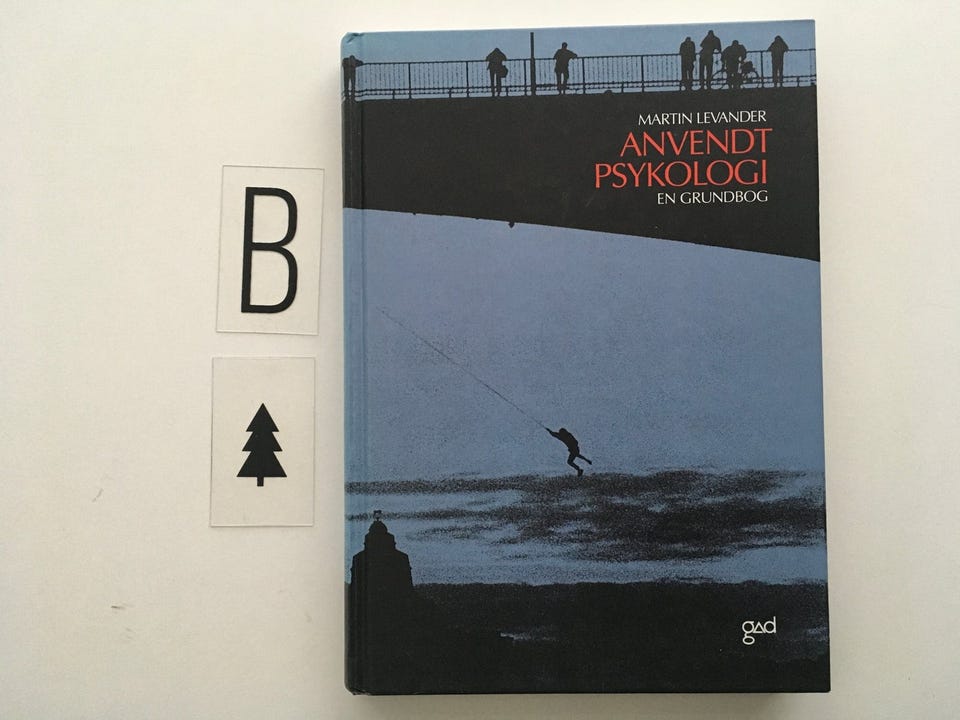 B
MARTIN LEVANDER
ANVENDT
PSYKOLOGI
EN GRUNDBOG
gad